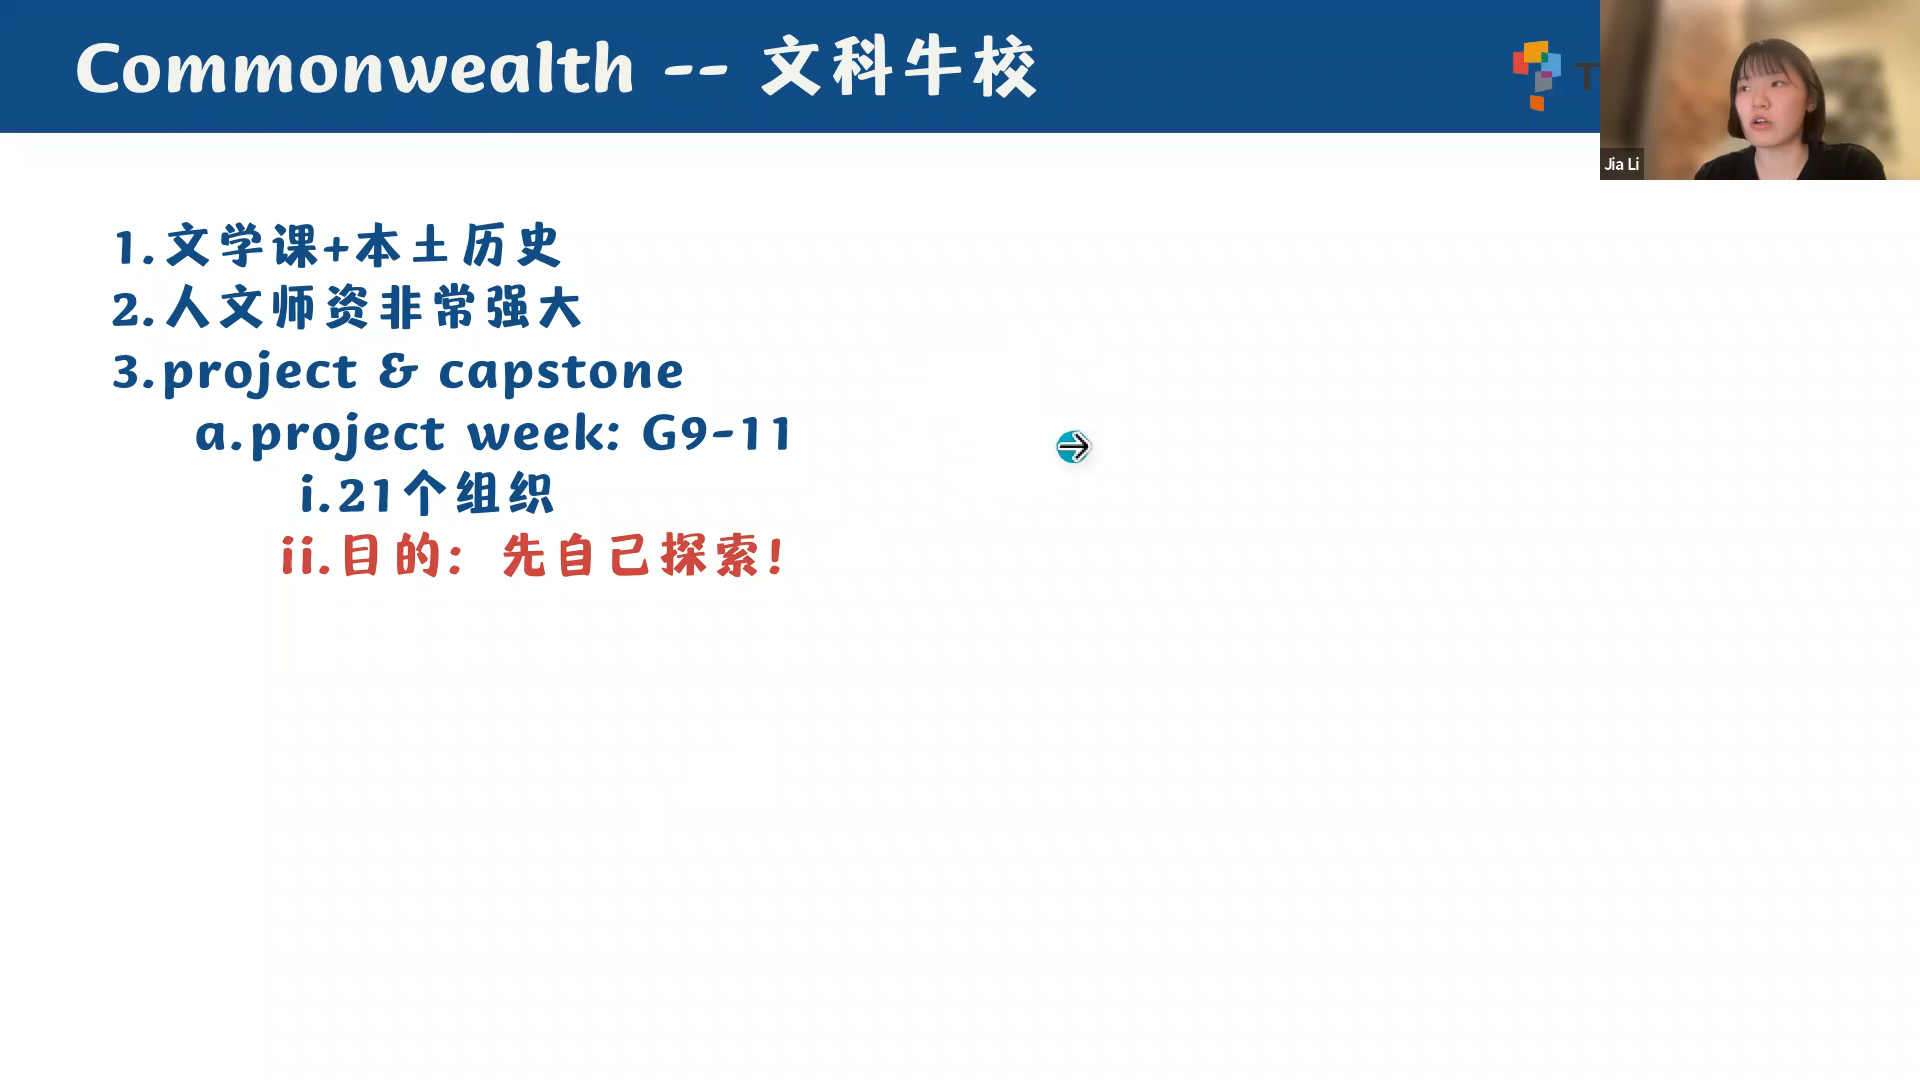 Commonwealth -- 文科牛校
T
Jia Li
1.文学课+本土历史
2.人文师资非常强大
3.project & capstone
a.project week: G9-11
i.21个组织
ii.目的：先自己探索！